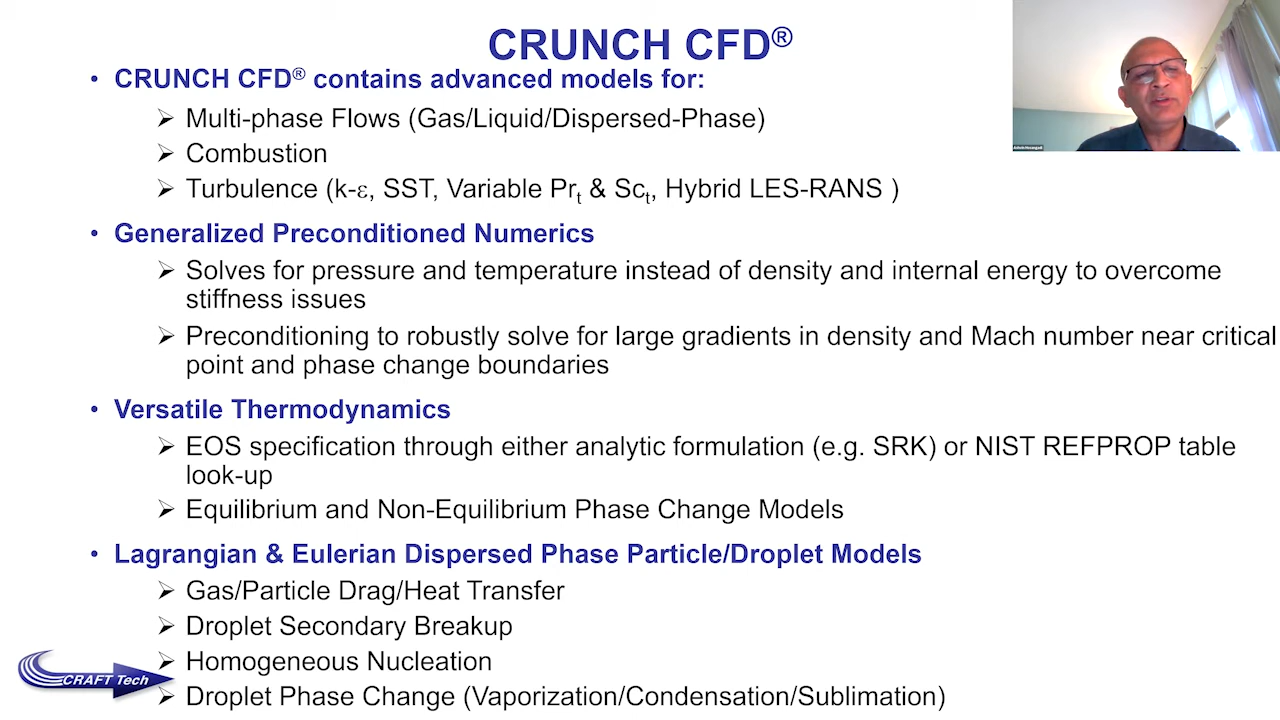 CRUNCH CFD®
• CRUNCH CFD® contains advanced models for:
➢ Multi-phase Flows (Gas/Liquid/Dispersed-Phase)
➢ Combustion
➢ Turbulence (k-ε, SST, Variable Prt & Sct, Hybrid LES-RANS )
• Generalized Preconditioned Numerics
➢ Solves for pressure and temperature instead of density and internal energy to overcome
stiffness issues
➢ Preconditioning to robustly solve for large gradients in density and Mach number near critical
point and phase change boundaries
• Versatile Thermodynamics
➢ EOS specification through either analytic formulation (e.g. SRK) or NIST REFPROP table
look-up
➢ Equilibrium and Non-Equilibrium Phase Change Models
• Lagrangian & Eulerian Dispersed Phase Particle/Droplet Models
➢ Gas/Particle Drag/Heat Transfer
➢ Droplet Secondary Breakup
➢ Homogeneous Nucleation
➢ Droplet Phase Change (Vaporization/Condensation/Sublimation)
CRAFT Tech